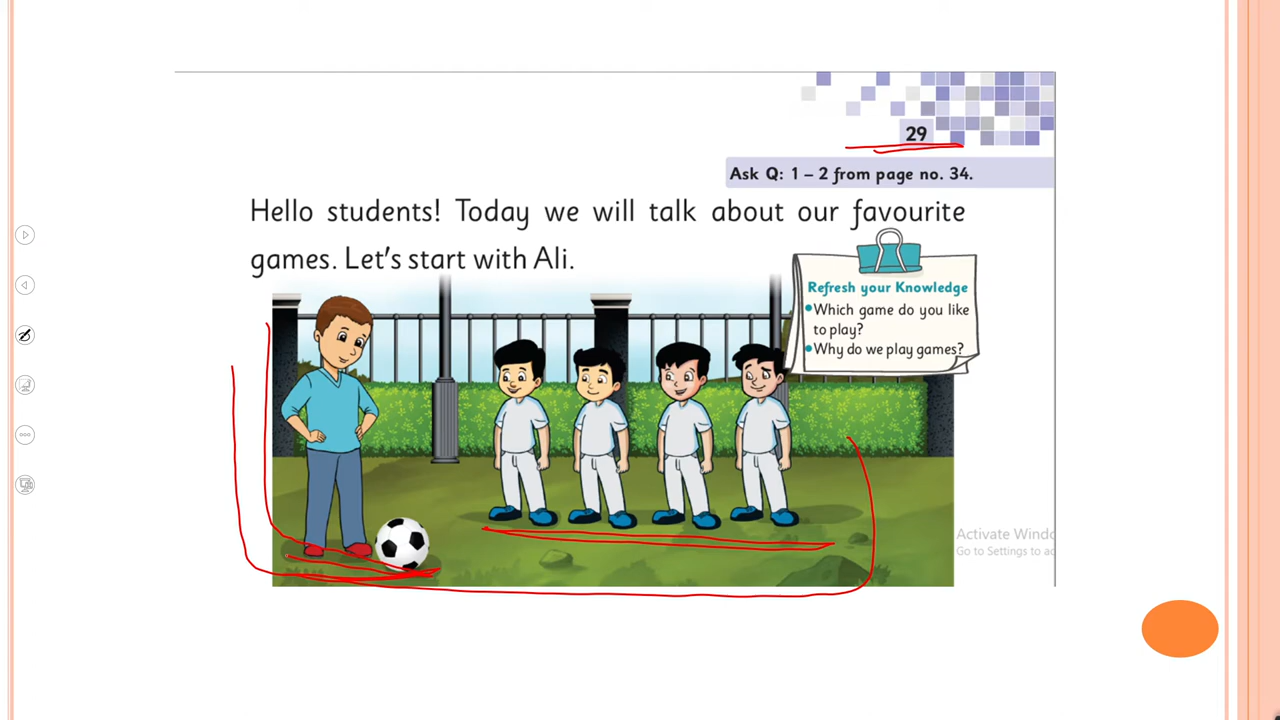 29
Ask Q: 1 – 2 from page no. 34.
Hello students! Today we will talk about our favourite
games. Let's start with Ali.
Refresh your Knowledge
•Which game do you like
to play?
•Why do we play games?
Activate Windo
Go to Settings to ac